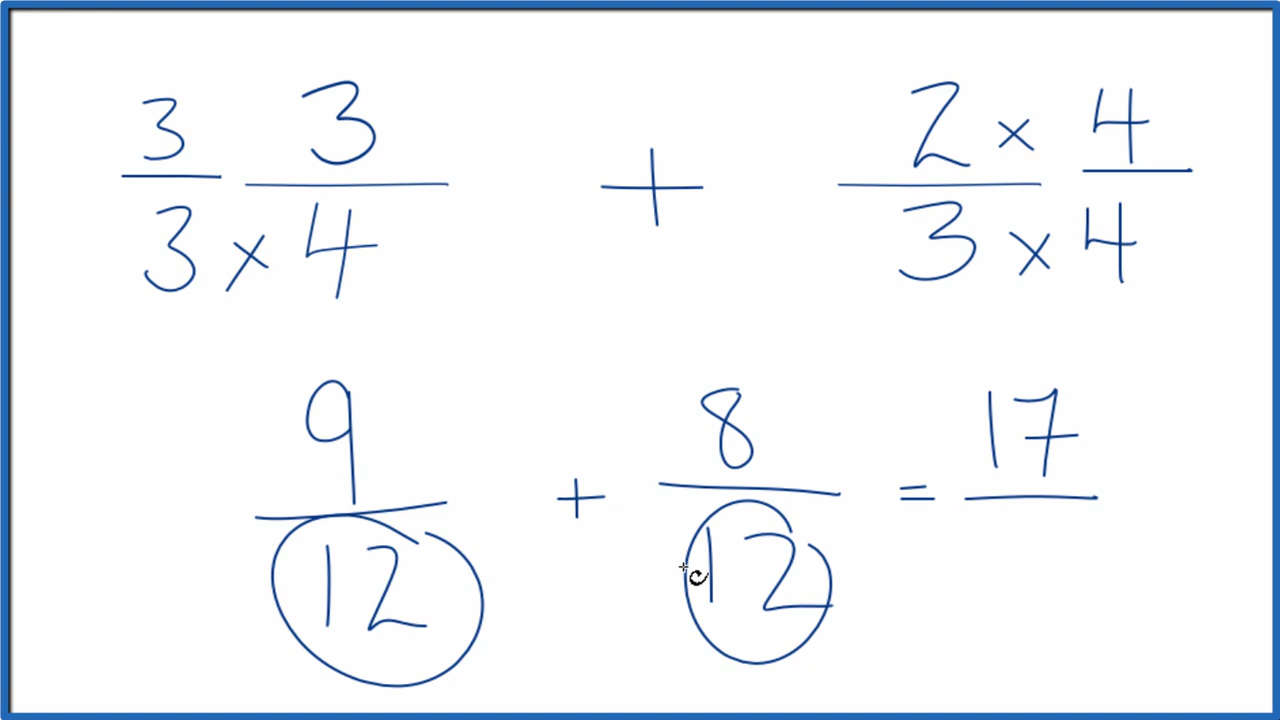 3 3 + 2 × 4
3 × 4 3 × 4
9 + 8 = 17
12 12